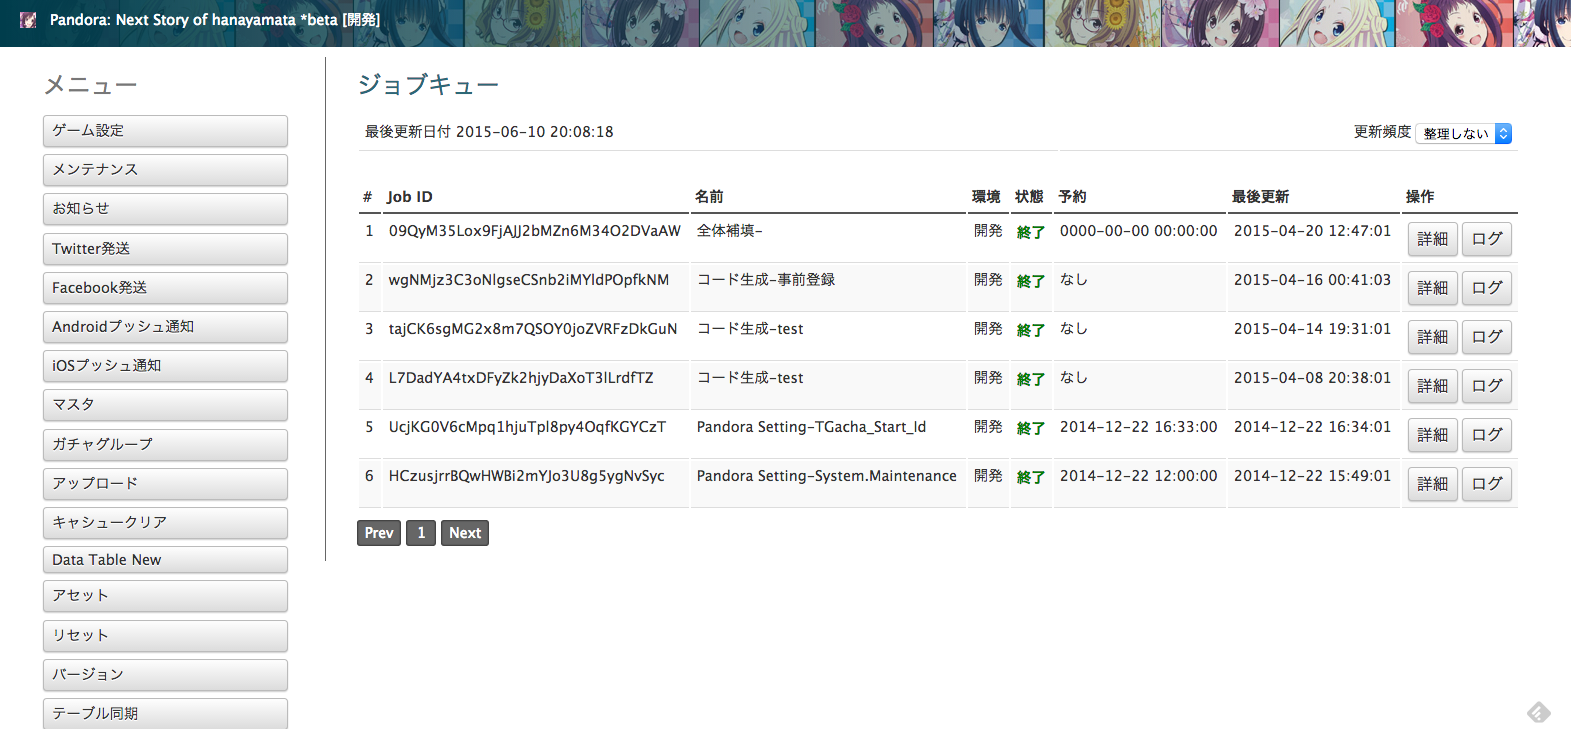 Pandora: Next Story of hanayamata *beta [開発]
メニュー
ゲーム設定
メンテナンス
お知らせ
Twitter発送
Facebook発送
Androidプッシュ通知
iOSプッシュ通知
マスタ
ガチャグループ
アップロード
キャシュークリア
Data Table New
アセット
リセット
バージョン
テーブル同期
ジョブキュー
最後更新日付 2015-06-10 20:08:18 更新頻度 整理しない
# Job ID 名前 環境 状態 予約 最後更新 操作
1 09QyM35Lox9FjAJJ2bMZn6M34O2DVaAW 全体補填- 開発 終了 0000-00-00 00:00:00 2015-04-20 12:47:01 詳細 ログ
2 wgNMjz3C3oNlgseCSnb2iMYldPOpfkNM コード生成-事前登録 開発 終了 なし 2015-04-16 00:41:03 詳細 ログ
3 tajCK6sgMG2x8m7QSOY0joZVRFzDkGuN コード生成-test 開発 終了 なし 2015-04-14 19:31:01 詳細 ログ
4 L7DadYA4txDFyZk2hjyDaXoT3lLrdfTZ コード生成-test 開発 終了 なし 2015-04-08 20:38:01 詳細 ログ
5 UcjKG0V6cMpq1hjuTpl8py4OqfKGYCzT Pandora Setting-TGacha_Start_Id 開発 終了 2014-12-22 16:33:00 2014-12-22 16:34:01 詳細 ログ
6 HCzusjrrBQwHWBi2mYJo3U8g5ygNvSyc Pandora Setting-System.Maintenance 開発 終了 2014-12-22 12:00:00 2014-12-22 15:49:01 詳細 ログ
Prev 1 Next